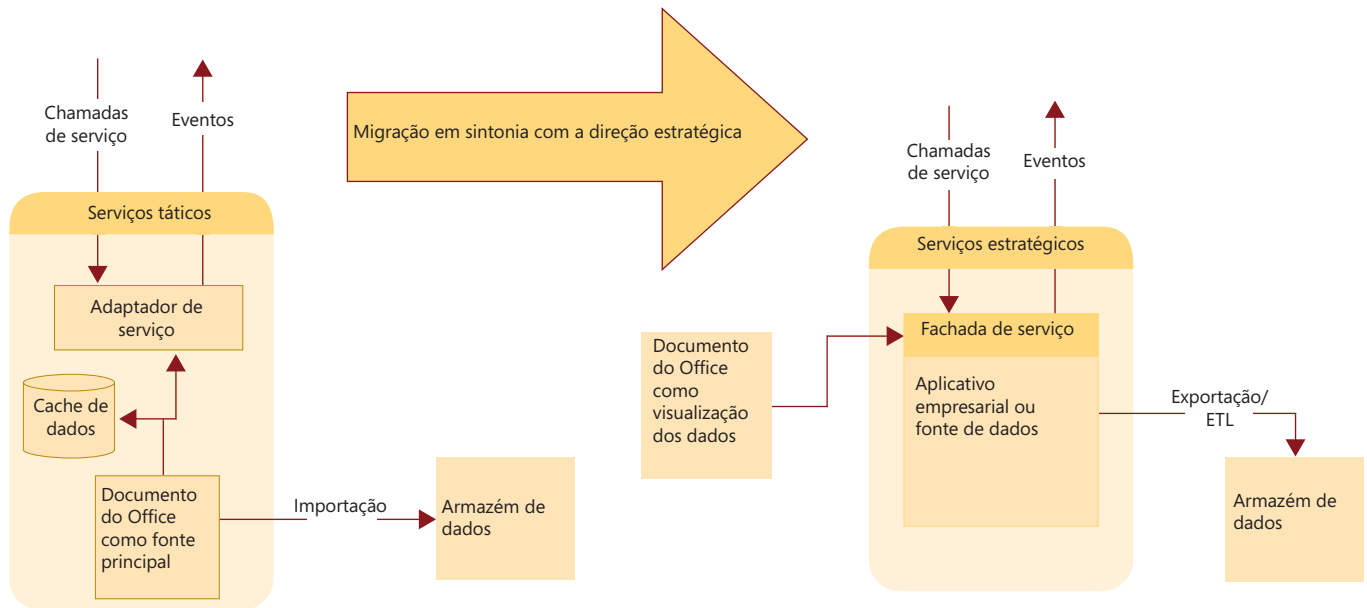 Chamadas
de serviço
Eventos
Serviços táticos
Adaptador de
serviço
Cache de
dados
Documento
do Office
como fonte
principal
Importação
Armazém de
dados
Migração em sintonia com a direção estratégica
Chamadas
de serviço
Eventos
Serviços estratégicos
Documento
do Office
como
visualização
dos dados
Fachada de serviço
Aplicativo
empresarial ou
fonte de dados
Exportação/
ETL
Armazém de
dados